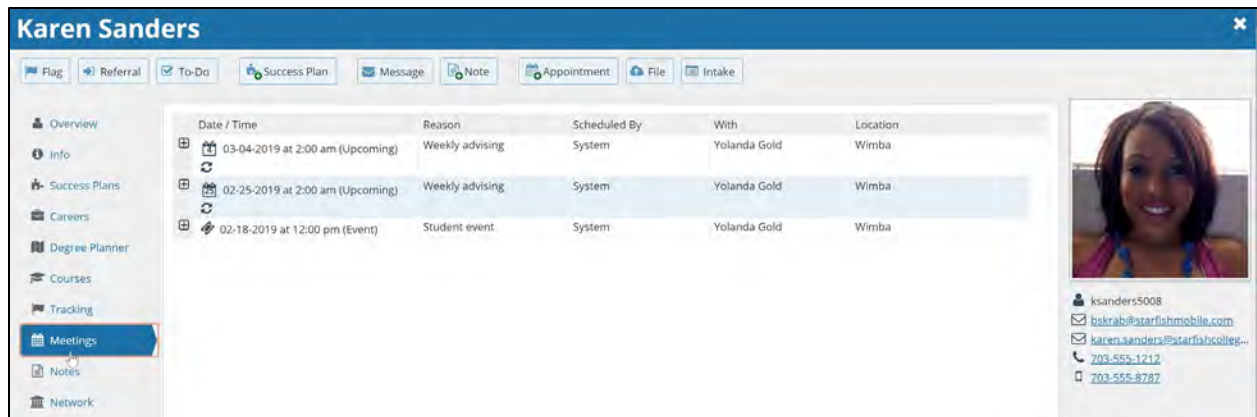 Karen Sanders
Flag Referral To-Do Success Plan Message Note Appointment File Intake
Overview
Info
Success Plans
Careers
Degree Planner
Courses
Tracking
Meetings
Notes
Network
Date / Time Reason Scheduled By With Location
03-04-2019 at 2:00 am (Upcoming) Weekly advising System Yolanda Gold Wimba
02-25-2019 at 2:00 am (Upcoming) Weekly advising System Yolanda Gold Wimba
02-18-2019 at 12:00 pm (Event) Student event System Yolanda Gold Wimba
ksanders5008
bskrab@starfishmobile.com
karen.sanders@starfishcolleg...
703-555-1212
703-555-8787